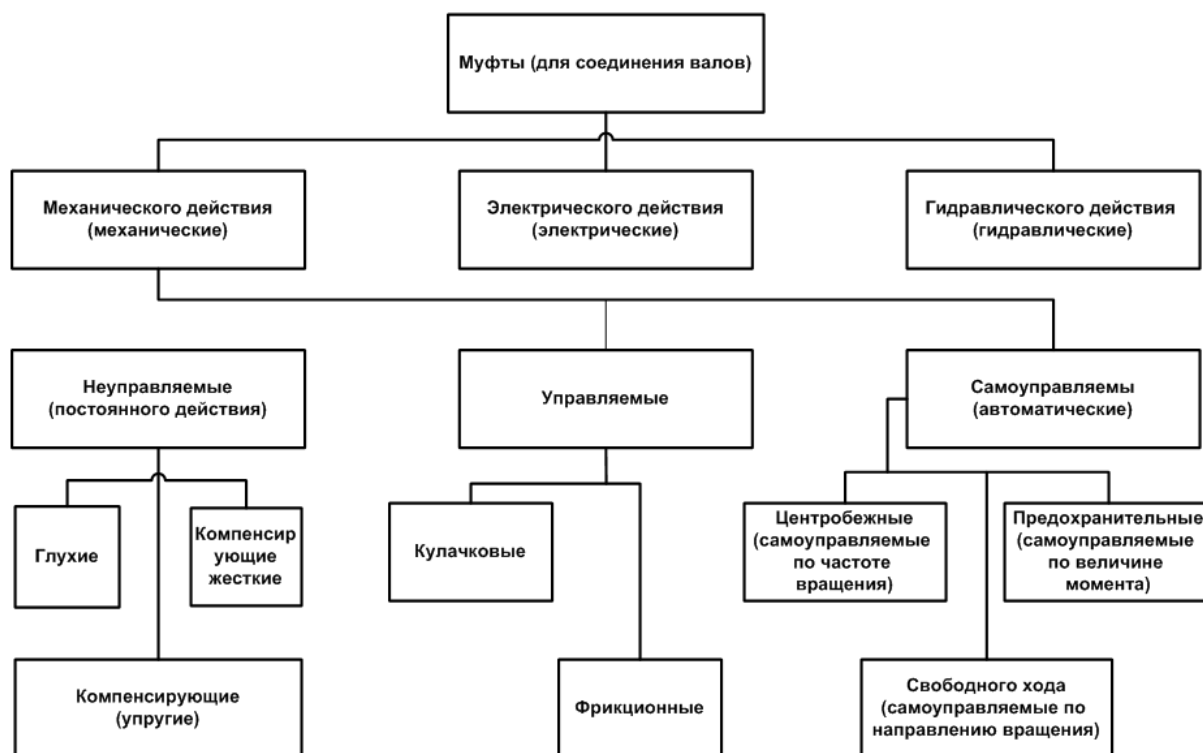 Муфты (для соединения валов)
Механического действия
(механические)
Электрического действия
(электрические)
Гидравлического действия
(гидравлические)
Неуправляемые
(постоянного действия)
Управляемые
Самоуправляемы
(автоматические)
Глухие
Компенсир
ующие
жесткие
Кулачковые
Центробежные
(самоуправляемые
по частоте
вращения)
Предохранительные
(самоуправляемые
по величине
момента)
Компенсирующие
(упругие)
Фрикционные
Свободного хода
(самоуправляемые по
направлению вращения)